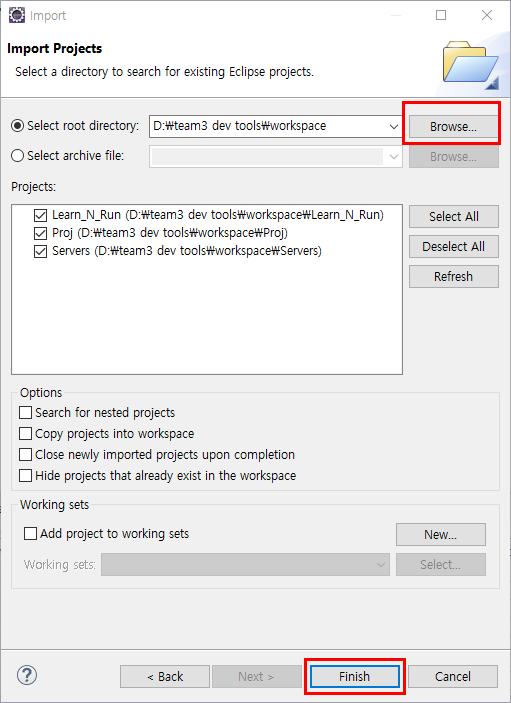 Import
Import Projects
Select a directory to search for existing Eclipse projects.
Select root directory: D:₩team3 dev tools₩workspace Browse...
Select archive file: Browse...
Projects:
Learn_N_Run (D:₩team3 dev tools₩workspace₩Learn_N_Run)
Proj (D:₩team3 dev tools₩workspace₩Proj)
Servers (D:₩team3 dev tools₩workspace₩Servers)
Select All
Deselect All
Refresh
Options
Search for nested projects
Copy projects into workspace
Close newly imported projects upon completion
Hide projects that already exist in the workspace
Working sets
Add project to working sets New...
Working sets: Select...
? < Back Next > Finish Cancel